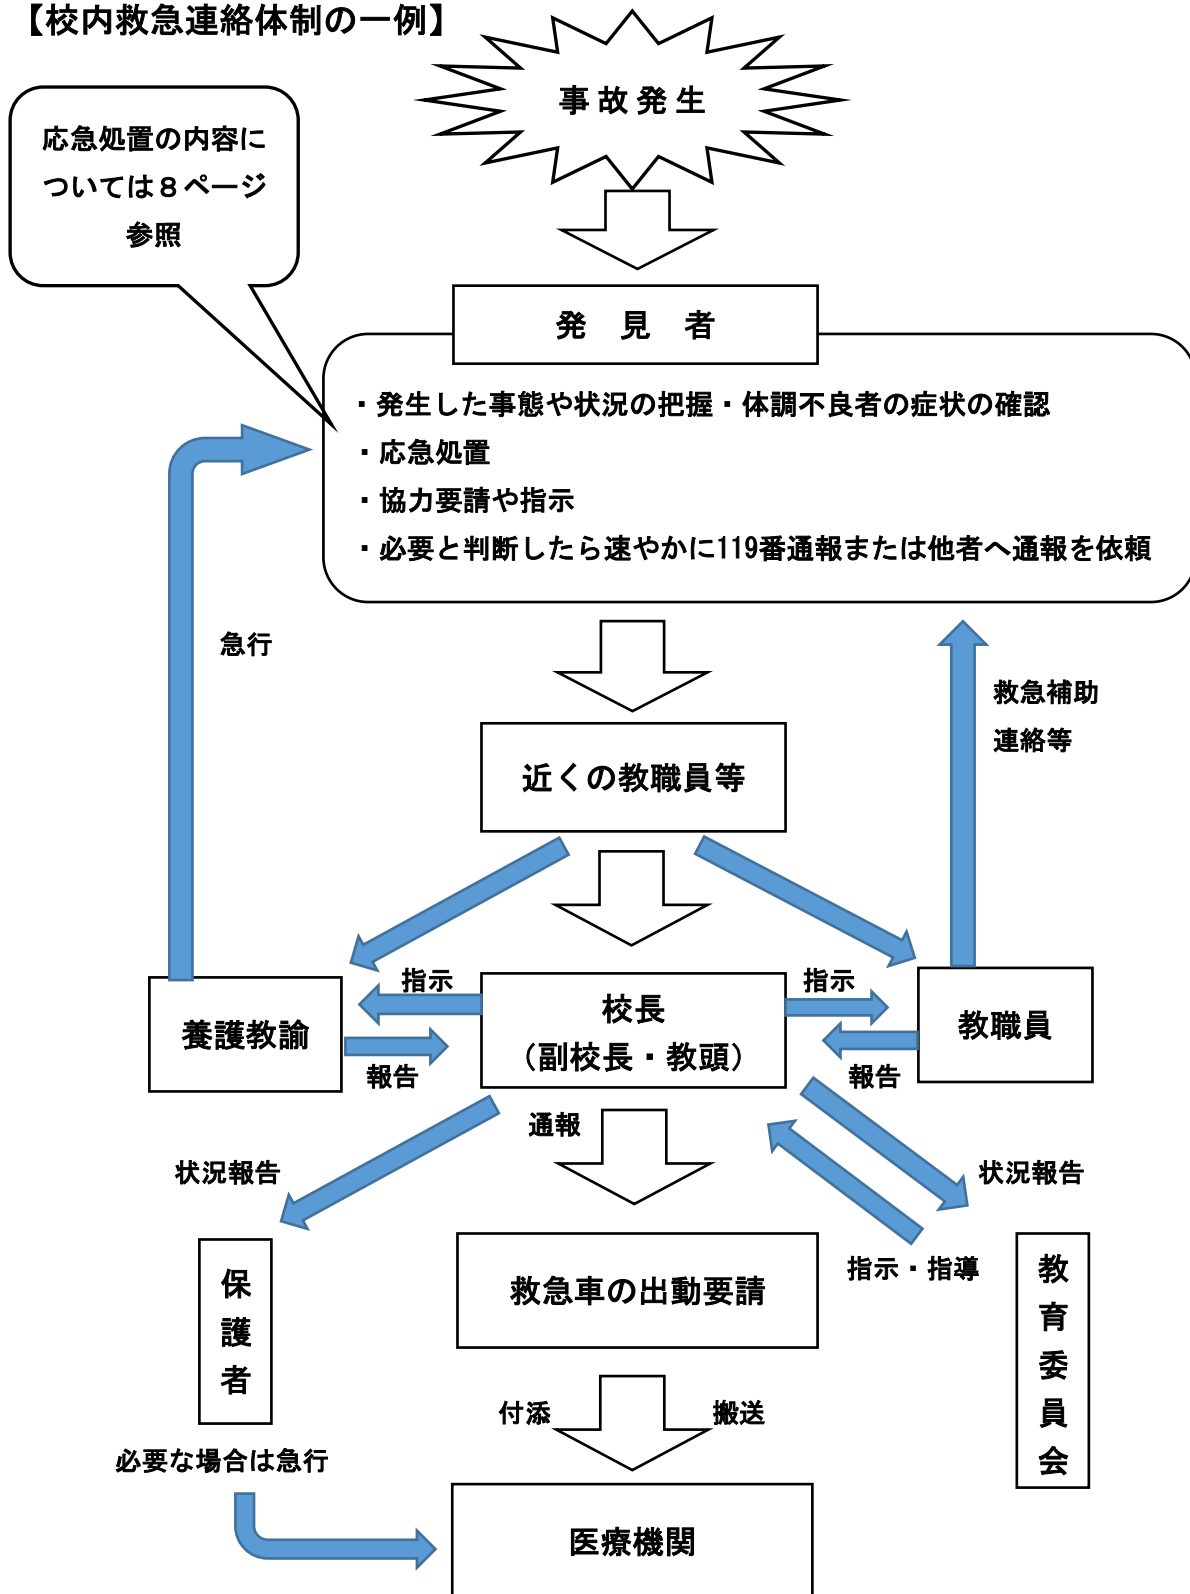 【校内救急連絡体制の一例】
事故発生
応急処置の内容に
ついては８ページ
参照
発　見　者
・発生した事態や状況の把握・体調不良者の症状の確認
・応急処置
・協力要請や指示
・必要と判断したら速やかに119番通報または他者へ通報を依頼
急行
救急補助
連絡等
近くの教職員等
指示
指示
養護教諭
校長
（副校長・教頭）
教職員
報告
報告
通報
状況報告
状況報告
保護者
救急車の出動要請
指示・指導
教育委員会
付添
搬送
必要な場合は急行
医療機関